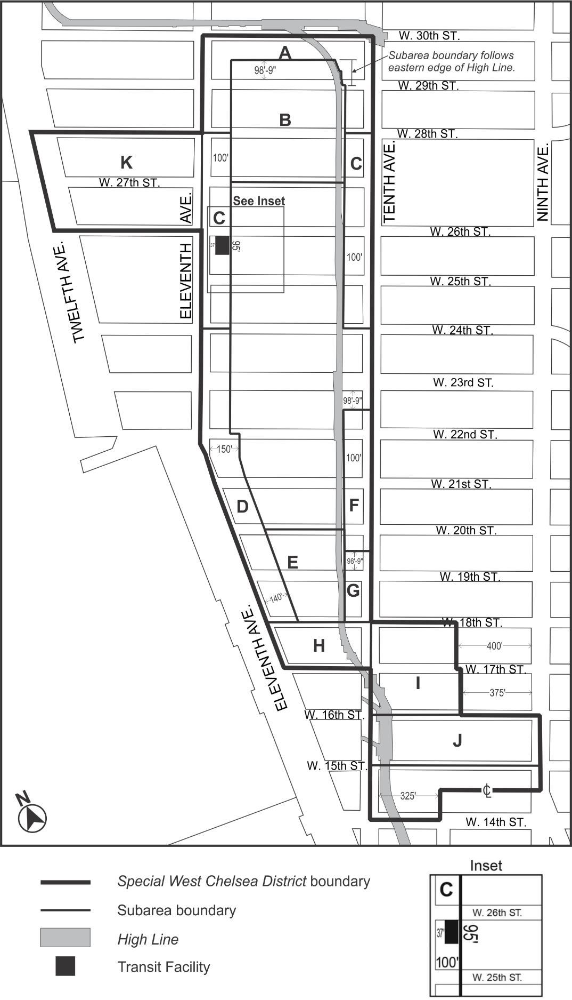 W. 30th ST.
A
Subarea boundary follows
eastern edge of High Line.
98'-9"
W. 29th ST.
B
W. 28th ST.
K
100'
C
TENTH AVE.
NINTH AVE.
W. 27th ST.
See Inset
C
AVE.
ELEVENTH
W. 26th ST.
37'
95'
100'
TWELFTH AVE.
W. 25th ST.
W. 24th ST.
W. 23rd ST.
98'-9"
W. 22nd ST.
150'
100'
W. 21st ST.
D
F
W. 20th ST.
E
98'-9"
W. 19th ST.
G
140'
ELEVENTH AVE.
W. 18th ST.
H
400'
W. 17th ST.
I
375'
W. 16th ST.
J
W. 15th ST.
325'
℄
W. 14th ST.
N
Special West Chelsea District boundary
Subarea boundary
High Line
Transit Facility
Inset
C
W. 26th ST.
37'
95'
100'
W. 25th ST.